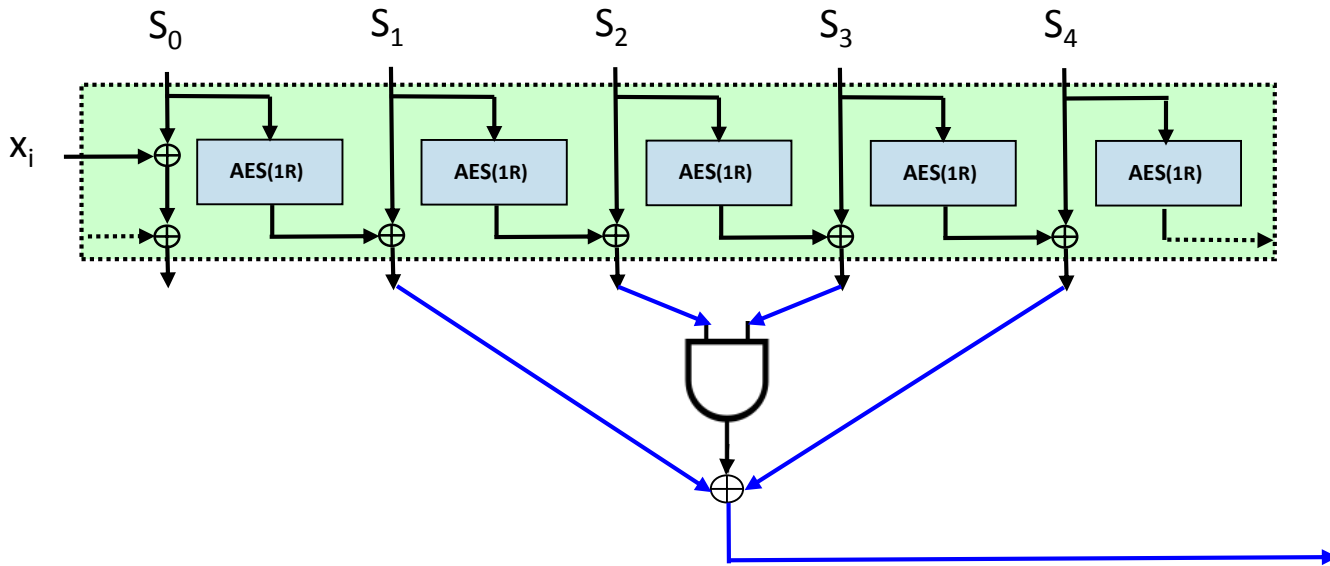 S₀ S₁ S₂ S₃ S₄
xᵢ
AES(1R) AES(1R) AES(1R) AES(1R) AES(1R)